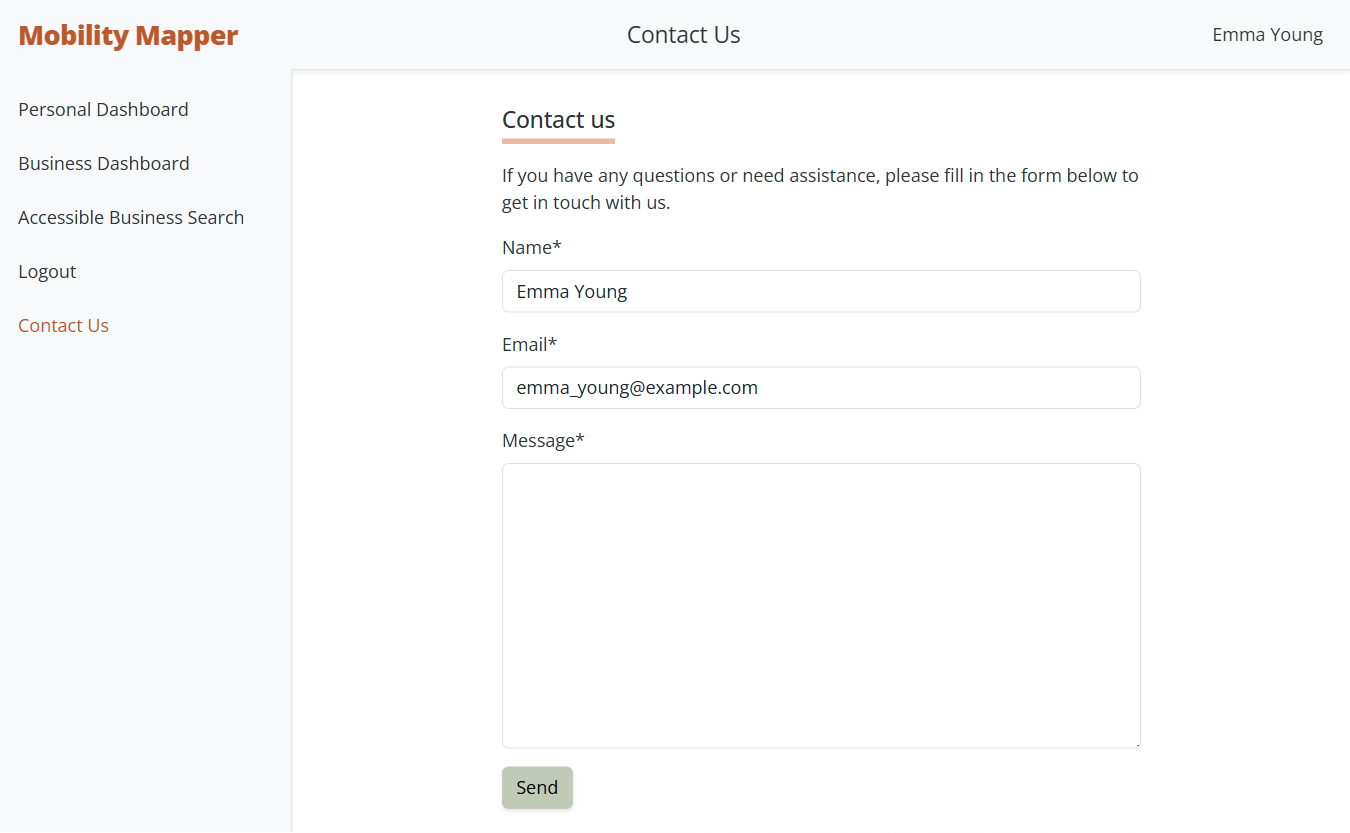 Mobility Mapper
Contact Us
Emma Young
Personal Dashboard
Business Dashboard
Accessible Business Search
Logout
Contact Us
Contact us
If you have any questions or need assistance, please fill in the form below to
get in touch with us.
Name*
Emma Young
Email*
emma_young@example.com
Message*
Send